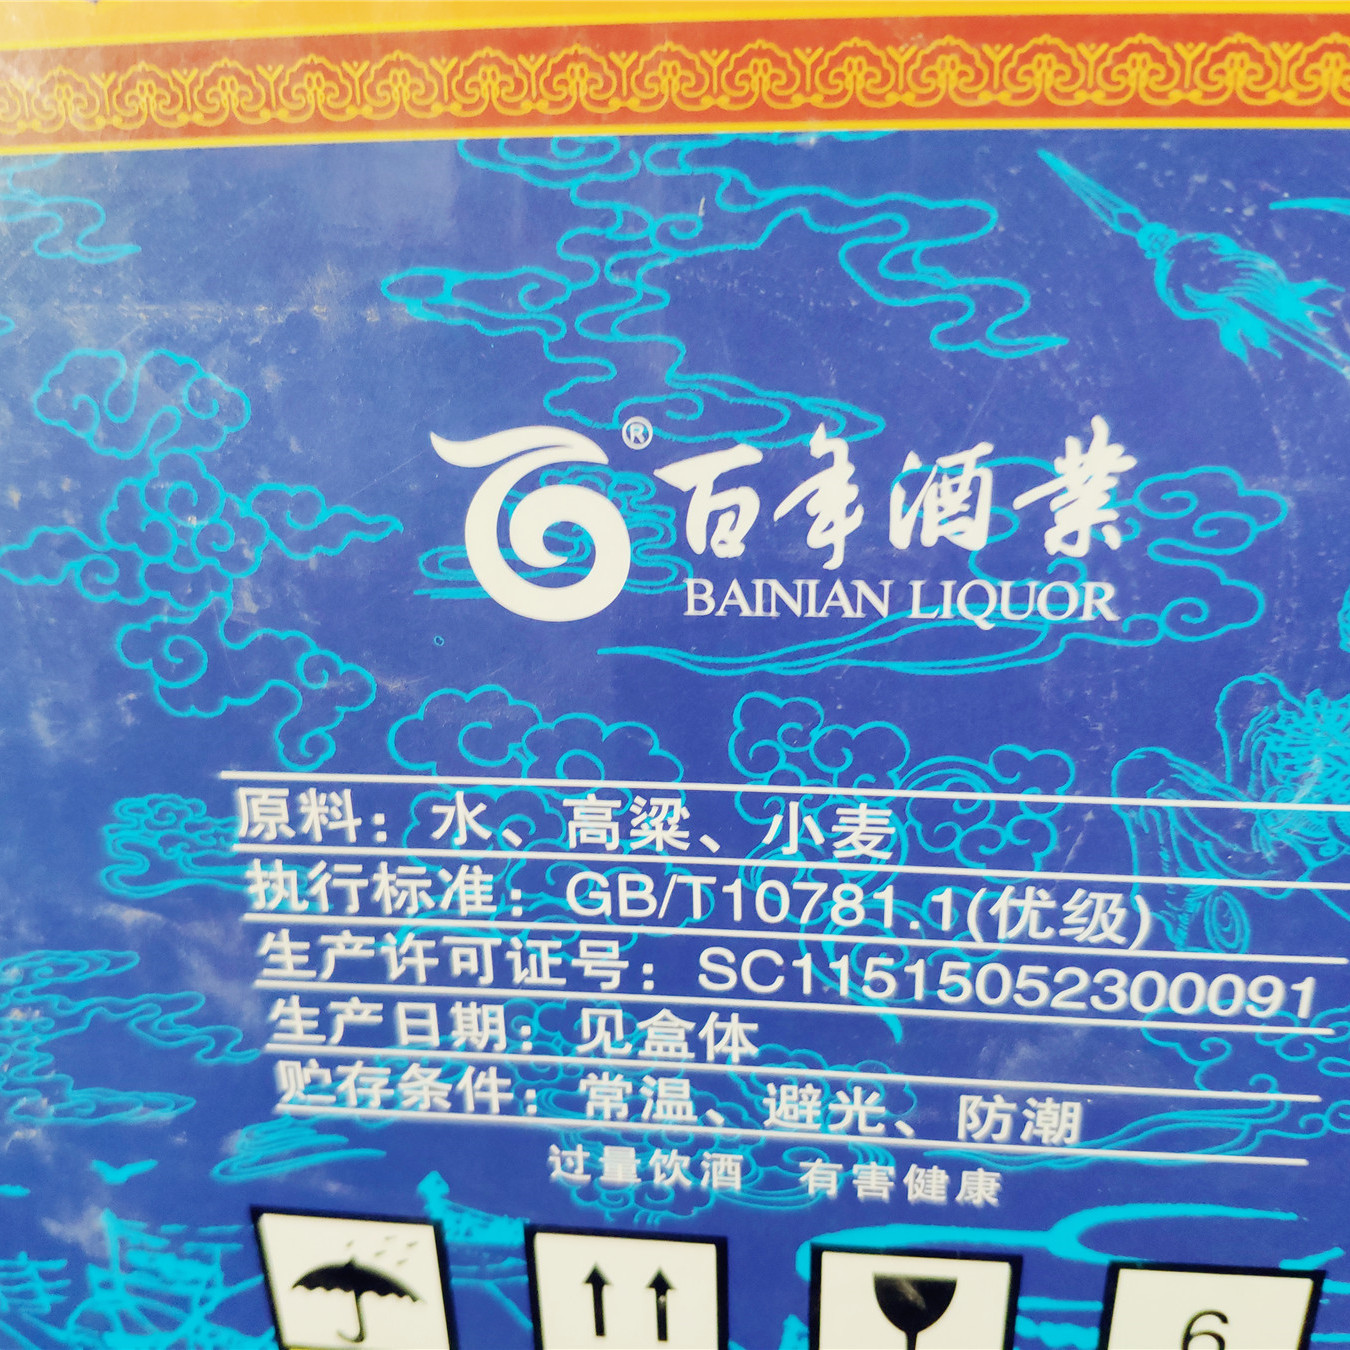 ®
百年酒業
BAINIAN LIQUOR
原料：水、高粱、小麦
执行标准：GB/T10781.1(优级)
生产许可证号：SC11515052300091
生产日期：见盒体
贮存条件：常温、避光、防潮
过量饮酒 有害健康
6